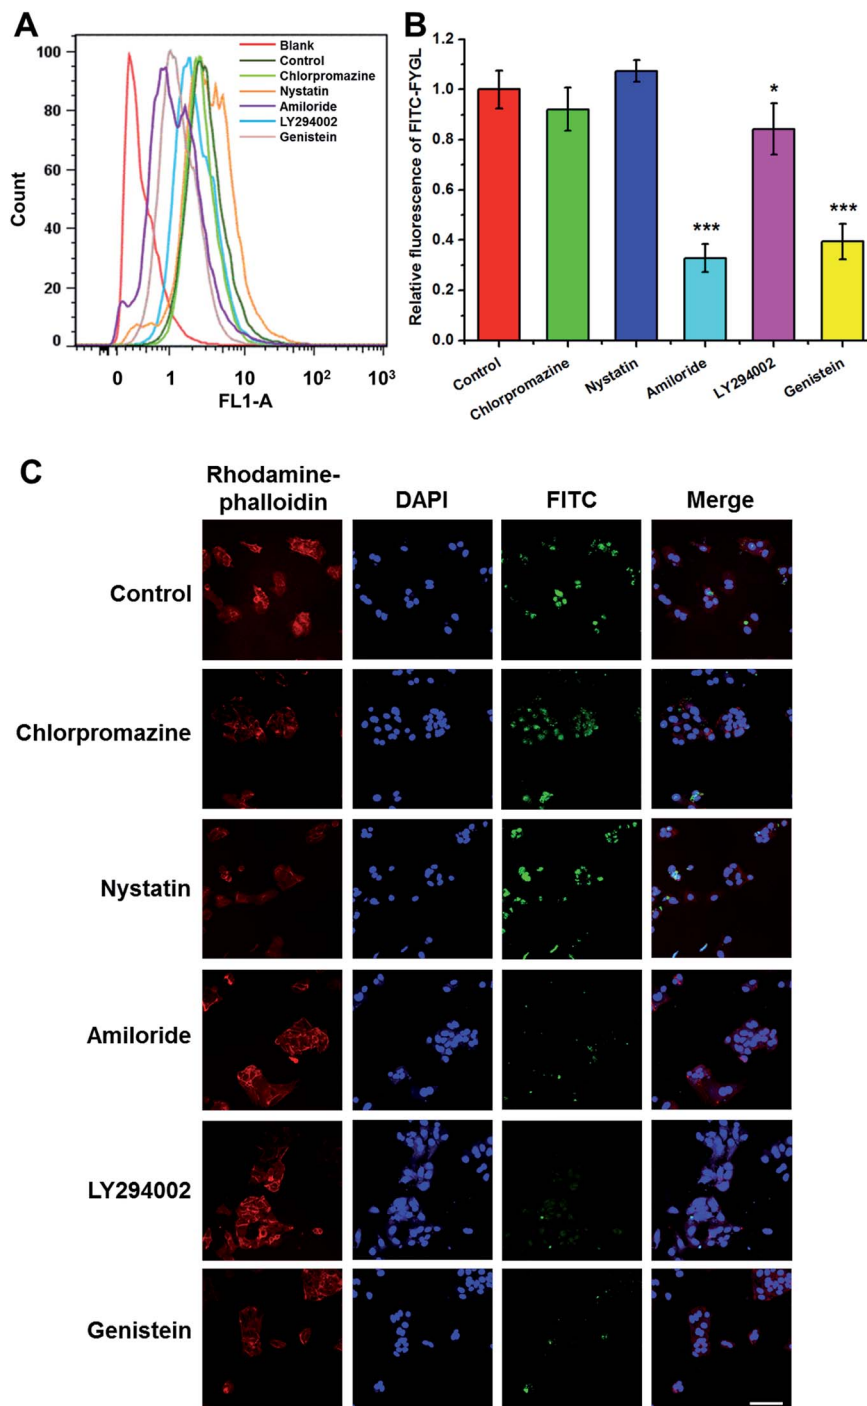 A
Count
100
80
60
40
20
0
Blank
Control
Chlorpromazine
Nystatin
Amiloride
LY294002
Genistein
0 1 10 10² 10³
FL1-A
B
Relative fluorescence of FITC-FYGL
1.2
1.0
0.8
0.6
0.4
0.2
0.0
***
*
***
Control
Chlorpromazine
Nystatin
Amiloride
LY294002
Genistein
C
Rhodamine-
phalloidin
DAPI
FITC
Merge
Control
Chlorpromazine
Nystatin
Amiloride
LY294002
Genistein